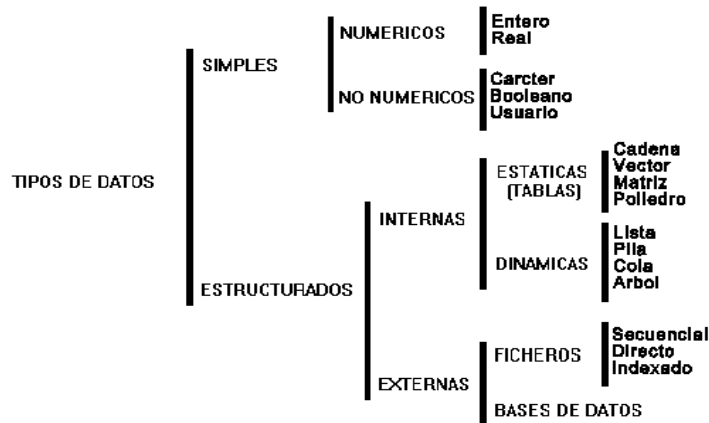 TIPOS DE DATOS
SIMPLES
NUMERICOS
Entero
Real
NO NUMERICOS
Carcter
Booleano
Usuario
ESTRUCTURADOS
INTERNAS
ESTATICAS
(TABLAS)
Cadena
Vector
Matriz
Poliedro
DINAMICAS
Lista
Pila
Cola
Arbol
EXTERNAS
FICHEROS
Secuencial
Directo
Indexado
BASES DE DATOS